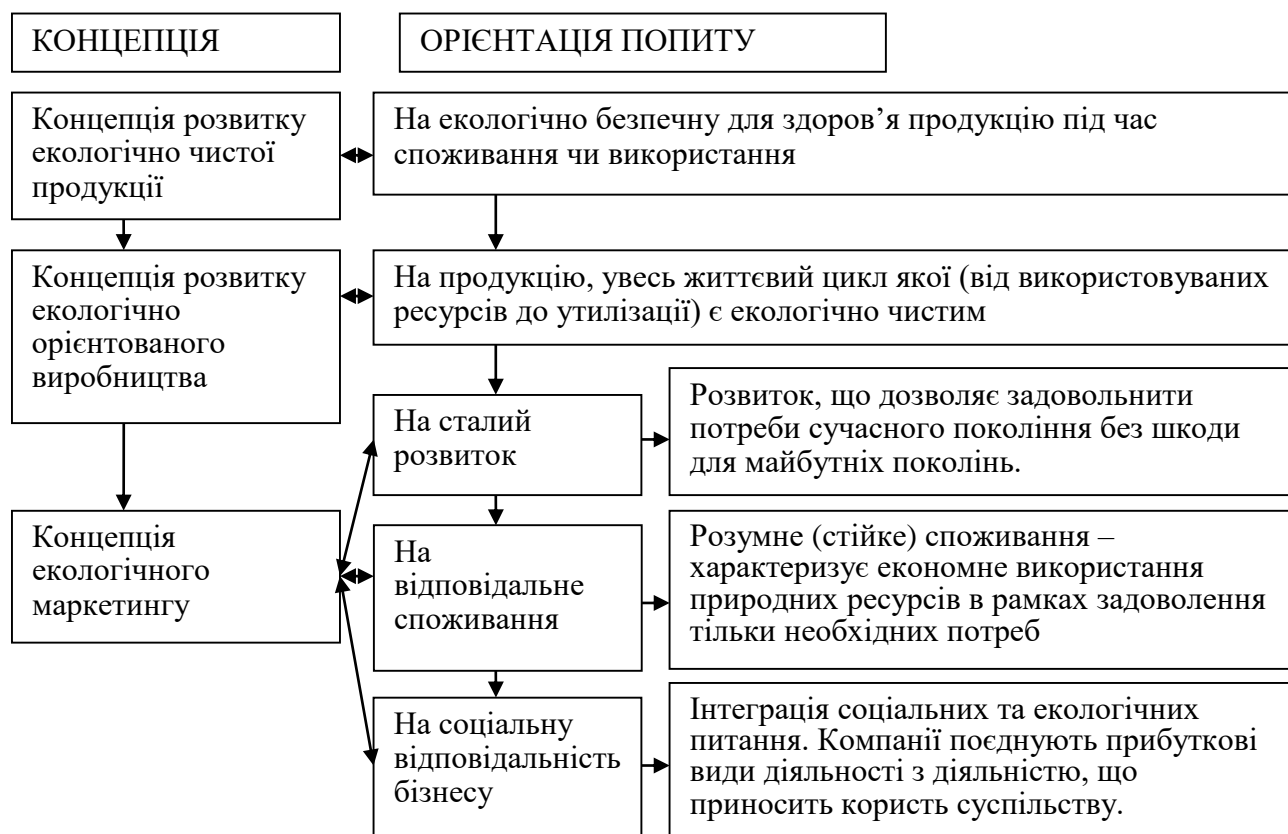 КОНЦЕПЦІЯ
ОРІЄНТАЦІЯ ПОПИТУ
Концепція розвитку
екологічно чистої
продукції
На екологічно безпечну для здоров’я продукцію під час
споживання чи використання
Концепція розвитку
екологічно
орієнтованого
виробництва
На продукцію, увесь життєвий цикл якої (від використовуваних
ресурсів до утилізації) є екологічно чистим
Концепція
екологічного
маркетингу
На сталий
розвиток
Розвиток, що дозволяє задовольнити
потреби сучасного покоління без шкоди
для майбутніх поколінь.
На
відповідальне
споживання
Розумне (стійке) споживання –
характеризує економне використання
природних ресурсів в рамках задоволення
тільки необхідних потреб
На соціальну
відповідальність
бізнесу
Інтеграція соціальних та екологічних
питання. Компанії поєднують прибуткові
види діяльності з діяльністю, що
приносить користь суспільству.